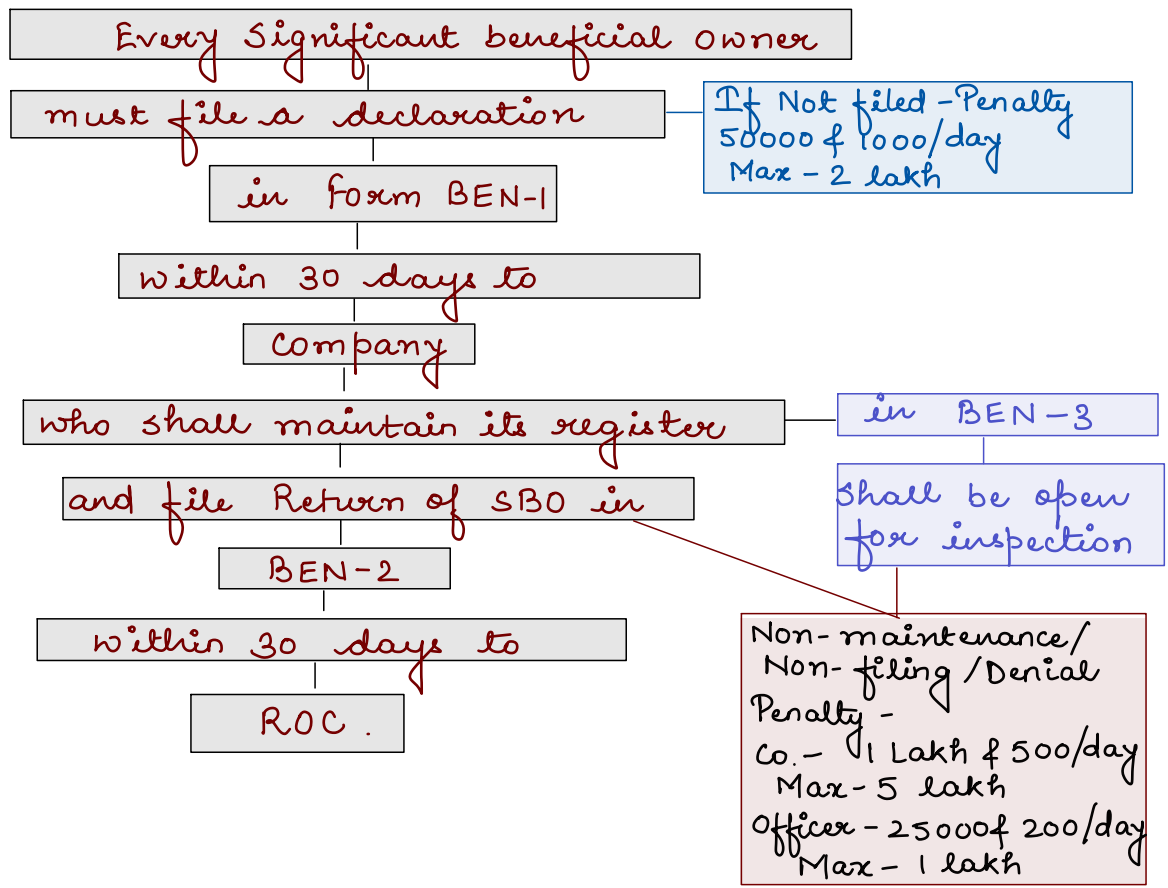 Every Significant beneficial owner
must file a declaration
If Not filed - Penalty
50000 & 1000/day
Max - 2 lakh
in Form BEN-1
within 30 days to
Company
who shall maintain its register
in BEN-3
and file Return of SBO in
shall be open
for inspection
BEN-2
within 30 days to
ROC.
Non-maintenance/
Non-filing/Denial
Penalty -
Co. - 1 Lakh & 500/day
Max - 5 lakh
Officer - 25000 & 200/day
Max - 1 lakh